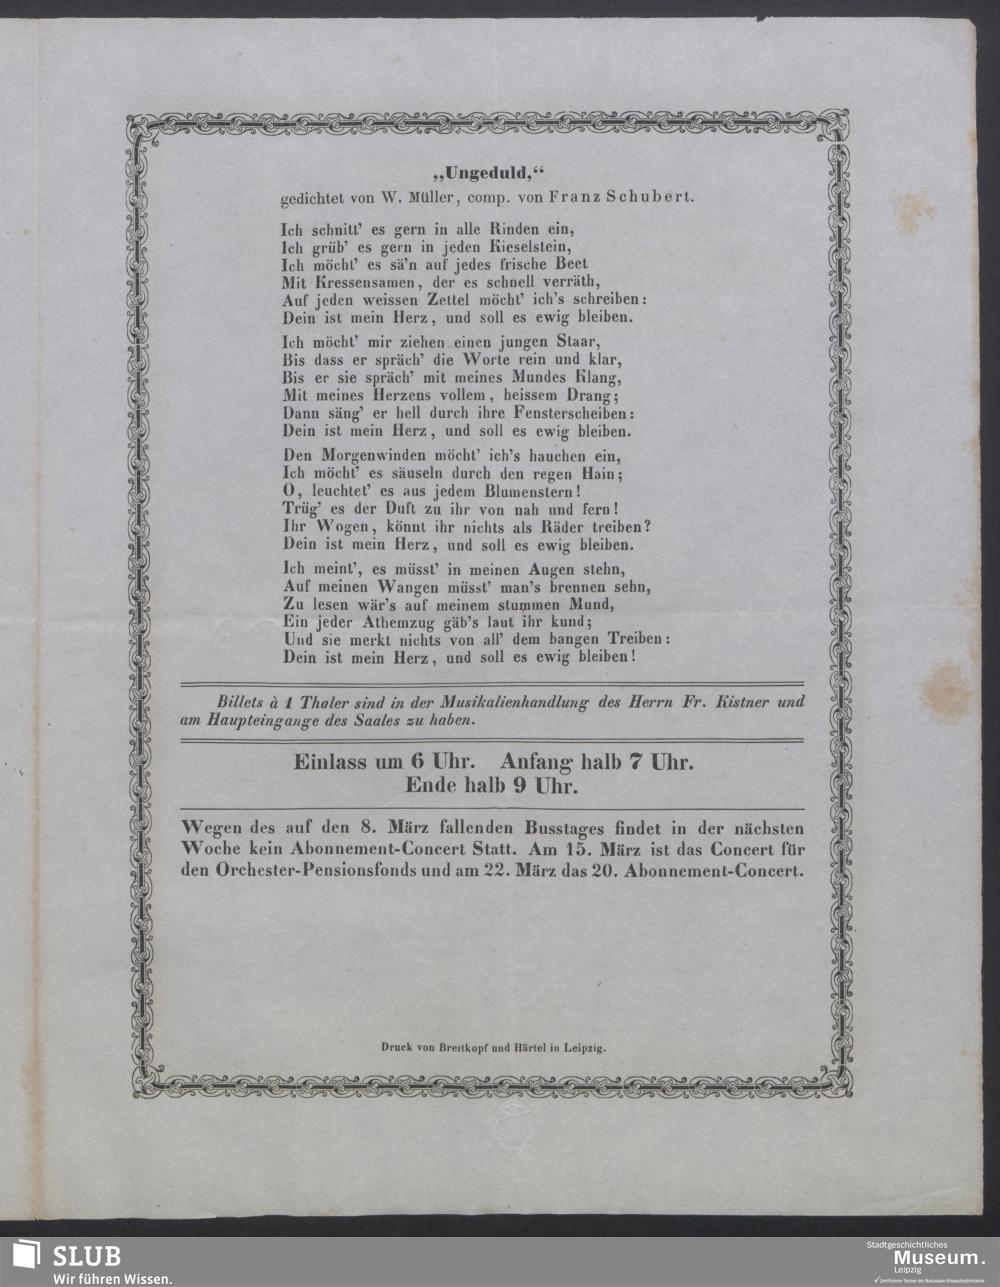 „Ungeduld,“
gedichtet von W. Müller, comp. von Franz Schubert.
Ich schnitt' es gern in alle Rinden ein,
Ich grüb' es gern in jeden Kieselstein,
Ich möcht' es sä'n auf jedes frische Beet
Mit Kressensamen, der es schnell verräth,
Auf jeden weissen Zettel möcht' ich's schreiben:
Dein ist mein Herz, und soll es ewig bleiben.
Ich möcht' mir ziehen einen jungen Staar,
Bis dass er spräch' die Worte rein und klar,
Bis er sie spräch' mit meines Mundes Klang,
Mit meines Herzens vollem, heissem Drang;
Dann säng' er hell durch ihre Fensterscheiben:
Dein ist mein Herz, und soll es ewig bleiben.
Den Morgenwinden möcht' ich's hauchen ein,
Ich möcht' es säuseln durch den regen Hain;
O, leuchtet' es aus jedem Blumenstern!
Trüg' es der Duft zu ihr von nah und fern!
Ihr Wogen, könnt ihr nichts als Räder treiben?
Dein ist mein Herz, und soll es ewig bleiben.
Ich meint', es müsst' in meinen Augen stehn,
Auf meinen Wangen müsst' man's brennen sehn,
Zu lesen wär's auf meinem stummen Mund,
Ein jeder Athemzug gäb's laut ihr kund;
Und sie merkt nichts von all' dem bangen Treiben:
Dein ist mein Herz, und soll es ewig bleiben!
Billets à 1 Thaler sind in der Musikalienhandlung des Herrn Fr. Kistner und
am Haupteingange des Saales zu haben.
Einlass um 6 Uhr. Anfang halb 7 Uhr.
Ende halb 9 Uhr.
Wegen des auf den 8. März fallenden Busstages findet in der nächsten
Woche kein Abonnement-Concert Statt. Am 15. März ist das Concert für
den Orchester-Pensionsfonds und am 22. März das 20. Abonnement-Concert.
Druck von Breitkopf und Härtel in Leipzig.
SLUB
Wir führen Wissen.
Stadtgeschichtliches
Museum.
Leipzig
✓ Zertifizierter Partner der Nationalen Klimaschutzinitiative